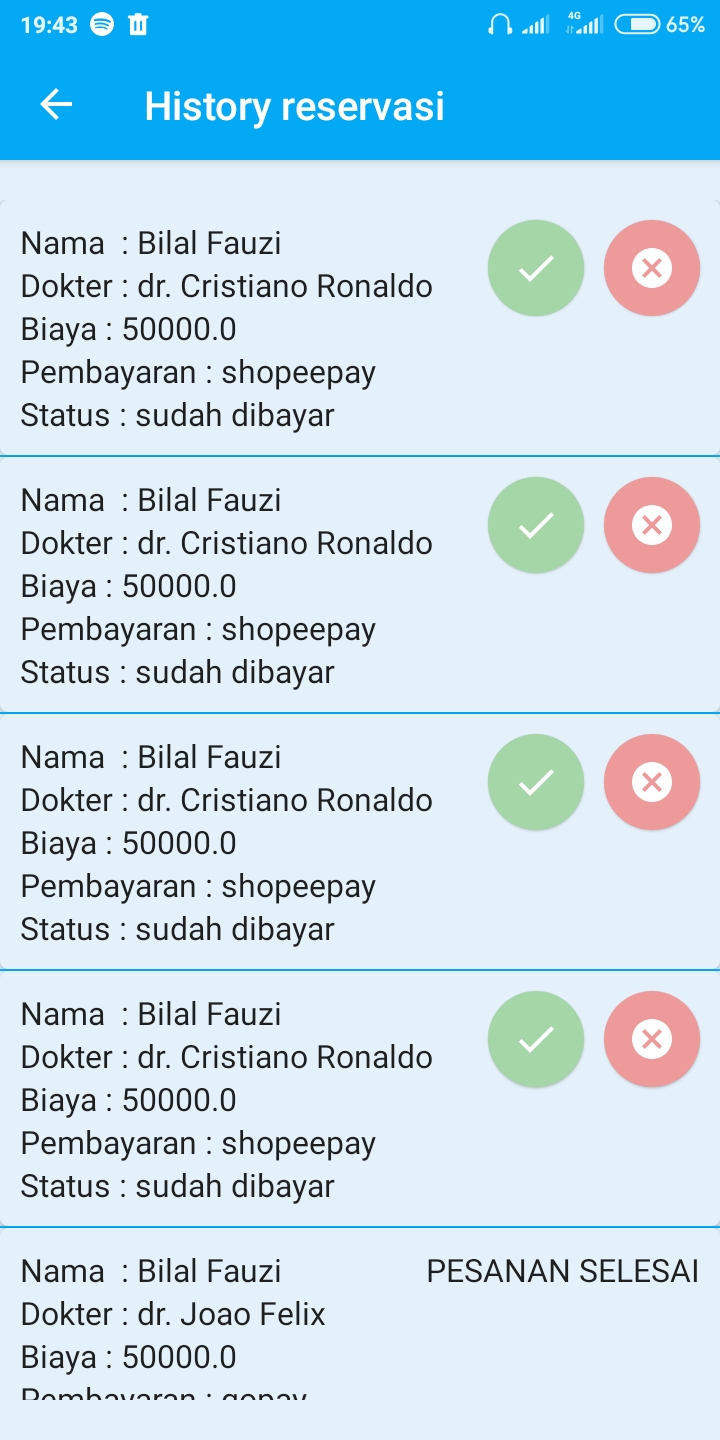 19:43
4G
65%
History reservasi
Nama : Bilal Fauzi
Dokter : dr. Cristiano Ronaldo
Biaya : 50000.0
Pembayaran : shopeepay
Status : sudah dibayar
Nama : Bilal Fauzi
Dokter : dr. Cristiano Ronaldo
Biaya : 50000.0
Pembayaran : shopeepay
Status : sudah dibayar
Nama : Bilal Fauzi
Dokter : dr. Cristiano Ronaldo
Biaya : 50000.0
Pembayaran : shopeepay
Status : sudah dibayar
Nama : Bilal Fauzi
Dokter : dr. Cristiano Ronaldo
Biaya : 50000.0
Pembayaran : shopeepay
Status : sudah dibayar
Nama : Bilal Fauzi
PESANAN SELESAI
Dokter : dr. Joao Felix
Biaya : 50000.0
Pembayaran : gopay